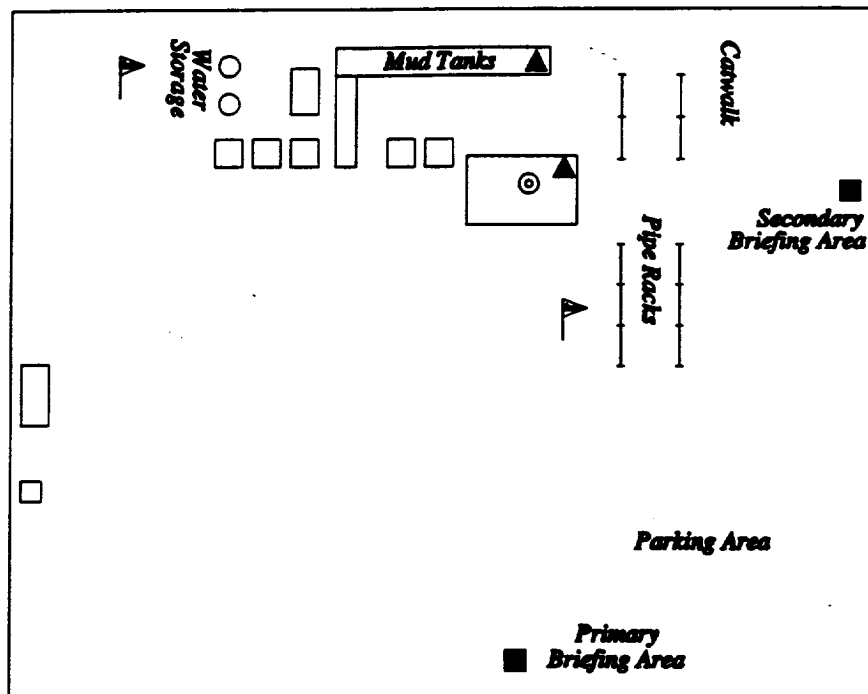 Water
Storage
Mud Tanks
Catwalk
Secondary
Briefing Area
Pipe Racks
Parking Area
Primary
Briefing Area